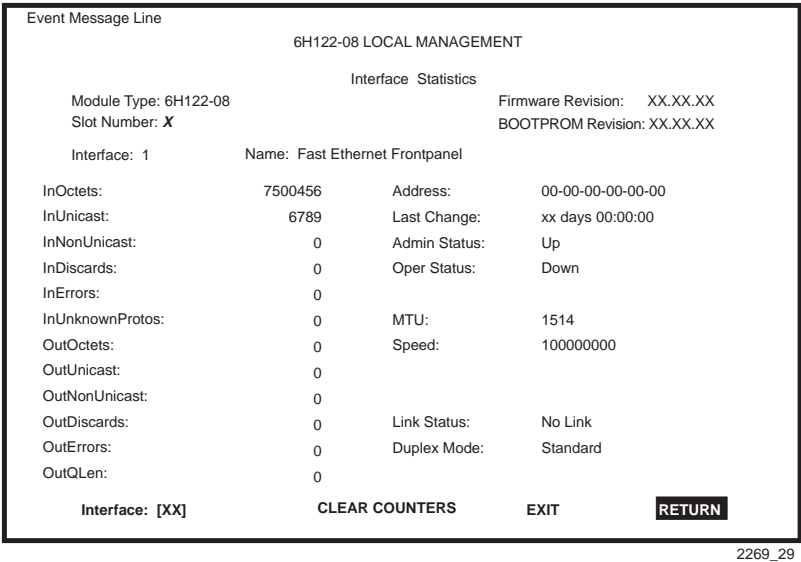 Event Message Line
6H122-08 LOCAL MANAGEMENT
Interface Statistics
Module Type: 6H122-08 Firmware Revision: XX.XX.XX
Slot Number: X BOOTPROM Revision: XX.XX.XX
Interface: 1 Name: Fast Ethernet Frontpanel
InOctets: 7500456 Address: 00-00-00-00-00-00
InUnicast: 6789 Last Change: xx days 00:00:00
InNonUnicast: 0 Admin Status: Up
InDiscards: 0 Oper Status: Down
InErrors: 0
InUnknownProtos: 0 MTU: 1514
OutOctets: 0 Speed: 100000000
OutUnicast: 0
OutNonUnicast: 0
OutDiscards: 0 Link Status: No Link
OutErrors: 0 Duplex Mode: Standard
OutQLen: 0
Interface: [XX] CLEAR COUNTERS EXIT RETURN
2269_29